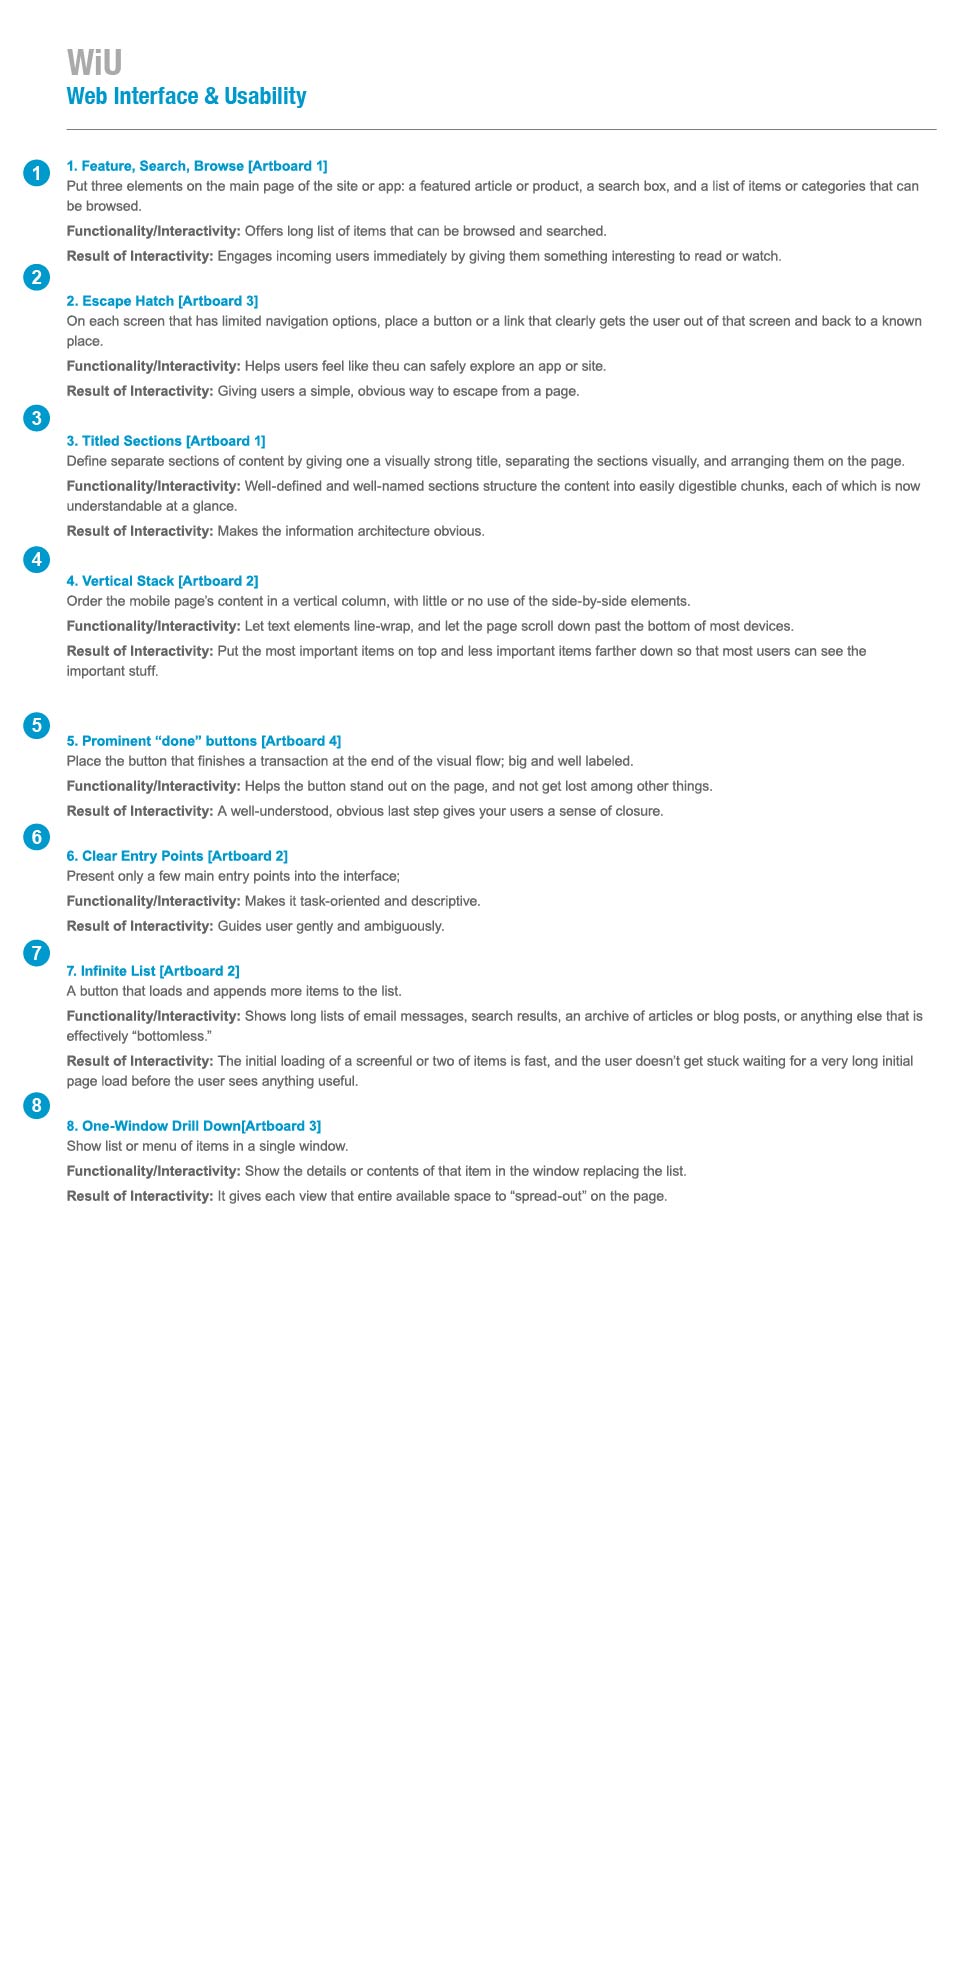 WiU
Web Interface & Usability
1
1. Feature, Search, Browse [Artboard 1]
Put three elements on the main page of the site or app: a featured article or product, a search box, and a list of items or categories that can
be browsed.
Functionality/Interactivity: Offers long list of items that can be browsed and searched.
Result of Interactivity: Engages incoming users immediately by giving them something interesting to read or watch.
2
2. Escape Hatch [Artboard 3]
On each screen that has limited navigation options, place a button or a link that clearly gets the user out of that screen and back to a known
place.
Functionality/Interactivity: Helps users feel like theu can safely explore an app or site.
Result of Interactivity: Giving users a simple, obvious way to escape from a page.
3
3. Titled Sections [Artboard 1]
Define separate sections of content by giving one a visually strong title, separating the sections visually, and arranging them on the page.
Functionality/Interactivity: Well-defined and well-named sections structure the content into easily digestible chunks, each of which is now
understandable at a glance.
Result of Interactivity: Makes the information architecture obvious.
4
4. Vertical Stack [Artboard 2]
Order the mobile page's content in a vertical column, with little or no use of the side-by-side elements.
Functionality/Interactivity: Let text elements line-wrap, and let the page scroll down past the bottom of most devices.
Result of Interactivity: Put the most important items on top and less important items farther down so that most users can see the
important stuff.
5
5. Prominent “done” buttons [Artboard 4]
Place the button that finishes a transaction at the end of the visual flow; big and well labeled.
Functionality/Interactivity: Helps the button stand out on the page, and not get lost among other things.
Result of Interactivity: A well-understood, obvious last step gives your users a sense of closure.
6
6. Clear Entry Points [Artboard 2]
Present only a few main entry points into the interface;
Functionality/Interactivity: Makes it task-oriented and descriptive.
Result of Interactivity: Guides user gently and ambiguously.
7
7. Infinite List [Artboard 2]
A button that loads and appends more items to the list.
Functionality/Interactivity: Shows long lists of email messages, search results, an archive of articles or blog posts, or anything else that is
effectively “bottomless.”
Result of Interactivity: The initial loading of a screenful or two of items is fast, and the user doesn't get stuck waiting for a very long initial
page load before the user sees anything useful.
8
8. One-Window Drill Down[Artboard 3]
Show list or menu of items in a single window.
Functionality/Interactivity: Show the details or contents of that item in the window replacing the list.
Result of Interactivity: It gives each view that entire available space to “spread-out” on the page.